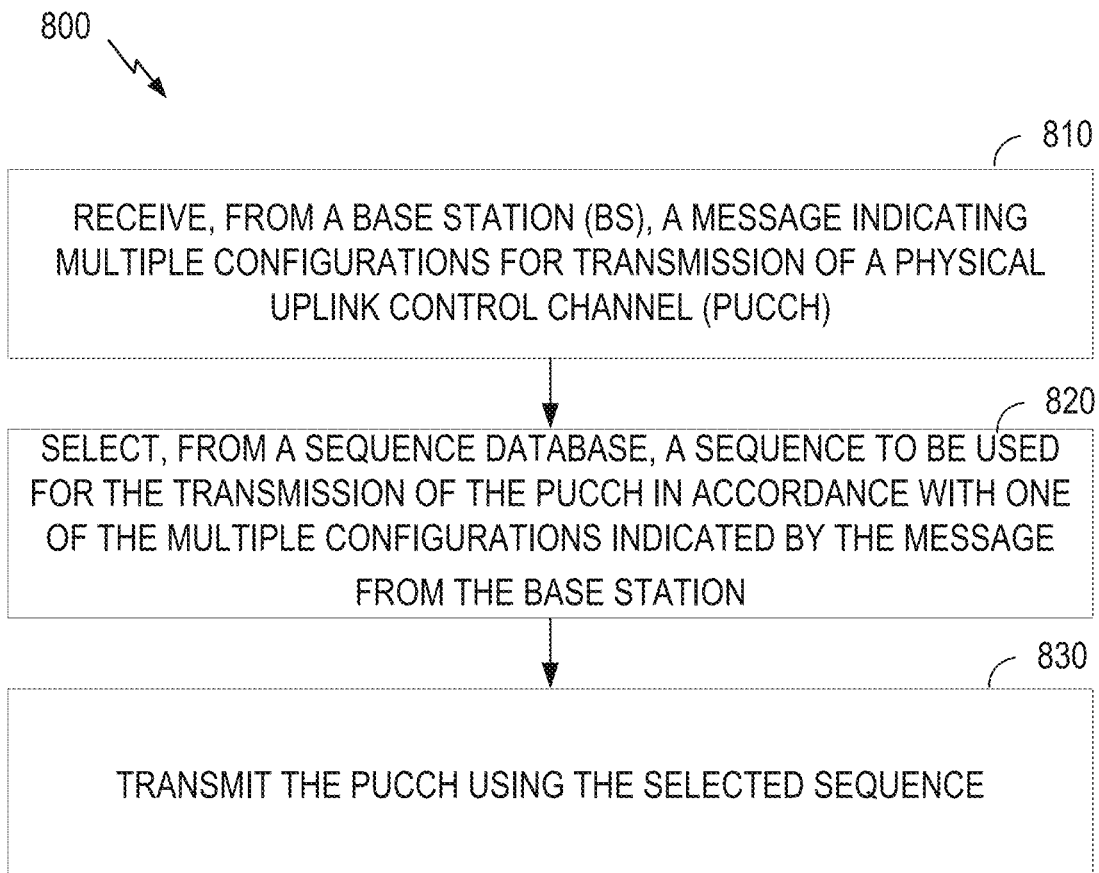 800
810
RECEIVE, FROM A BASE STATION (BS), A MESSAGE INDICATING
MULTIPLE CONFIGURATIONS FOR TRANSMISSION OF A PHYSICAL
UPLINK CONTROL CHANNEL (PUCCH)
820
SELECT, FROM A SEQUENCE DATABASE, A SEQUENCE TO BE USED
FOR THE TRANSMISSION OF THE PUCCH IN ACCORDANCE WITH ONE
OF THE MULTIPLE CONFIGURATIONS INDICATED BY THE MESSAGE
FROM THE BASE STATION
830
TRANSMIT THE PUCCH USING THE SELECTED SEQUENCE